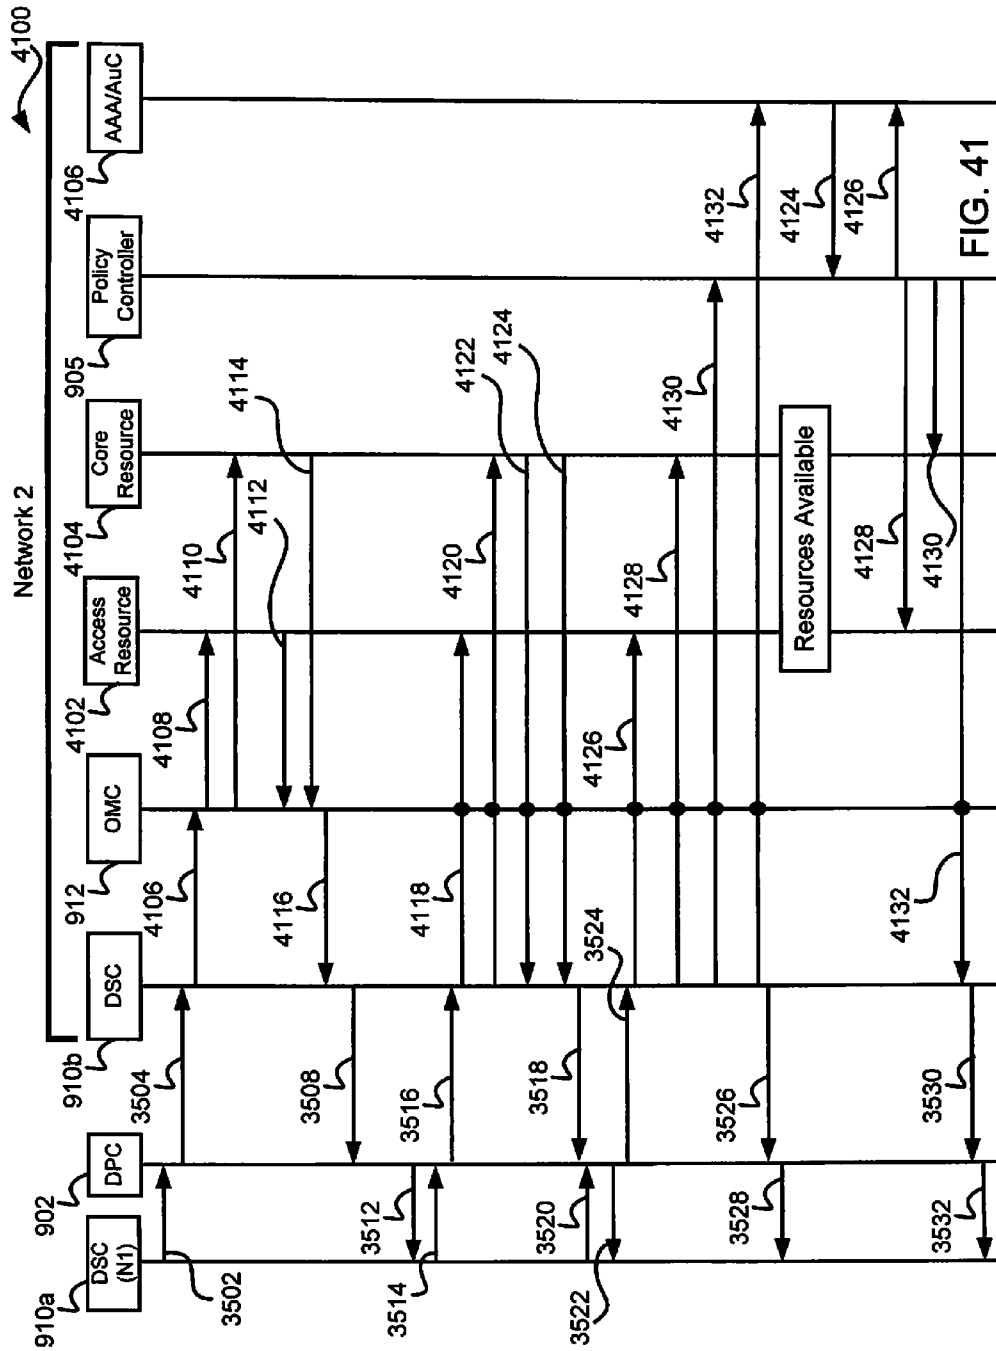 4100
Network 2
910a
902
910b
912
4102
4104
905
4106
DSC
(N1)
DPC
DSC
OMC
Access
Resource
Core
Resource
Policy
Controller
AAA/AuC
3502
3504
4106
4108
4110
4112
4114
4116
3508
3512
3514
3516
4118
4120
4122
4124
3518
3520
3522
3524
4126
4128
4130
4132
3526
3528
Resources Available
4124
4126
4128
4130
4132
3530
3532
FIG. 41